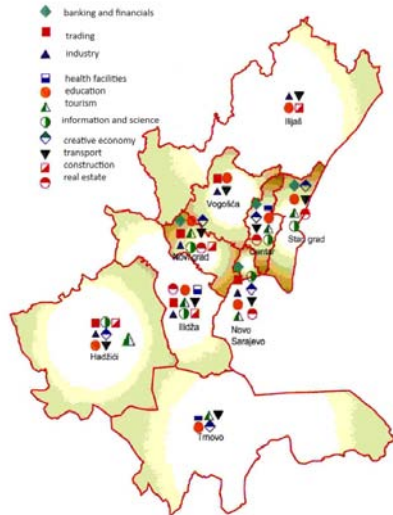 banking and financials
trading
industry
health facilities
education
tourism
information and science
creative economy
transport
construction
real estate
Ilijaš
Vogošća
Stari grad
Centar
Novi grad
Ilidža
Novo
Sarajevo
Hadžići
Trnovo